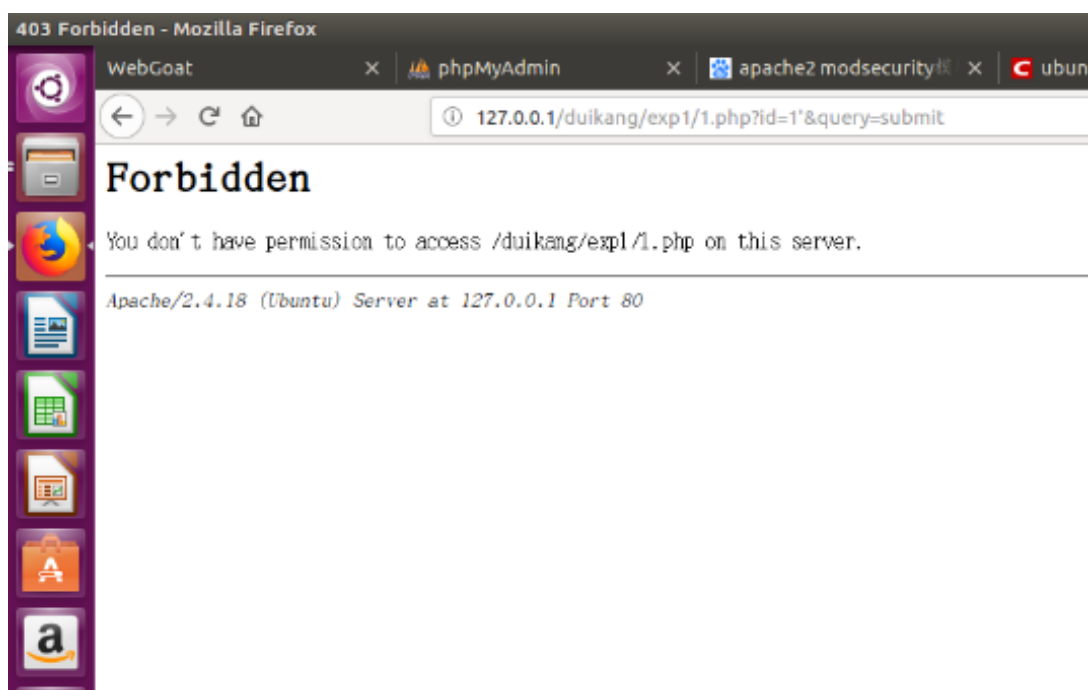 403 Forbidden - Mozilla Firefox
WebGoat × phpMyAdmin × apache2 modsecurity × ubun
127.0.0.1/duikang/exp1/1.php?id=1'&query=submit
Forbidden
You don't have permission to access /duikang/exp1/1.php on this server.
Apache/2.4.18 (Ubuntu) Server at 127.0.0.1 Port 80